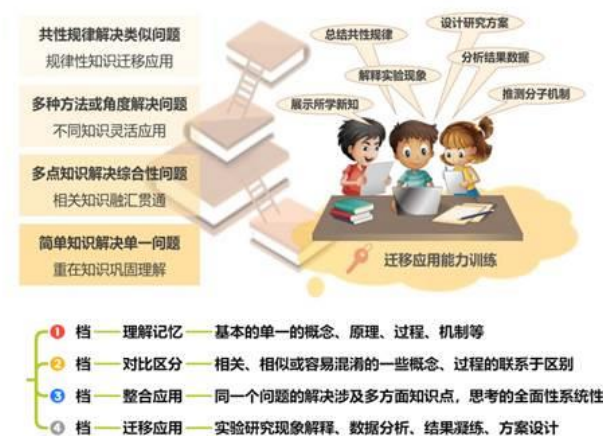 共性规律解决类似问题
规律性知识迁移应用
多种方法或角度解决问题
不同知识灵活应用
多点知识解决综合性问题
相关知识融汇贯通
简单知识解决单一问题
重在知识巩固理解
总结共性规律
设计研究方案
解释实验现象
分析结果数据
展示所学新知
推测分子机制
迁移应用能力训练
1 档 理解记忆 基本的单一的概念、原理、过程、机制等
2 档 对比区分 相关、相似或容易混淆的一些概念、过程的联系于区别
3 档 整合应用 同一个问题的解决涉及多方面知识点，思考的全面性系统性
4 档 迁移应用 实验研究现象解释、数据分析、结果凝练、方案设计